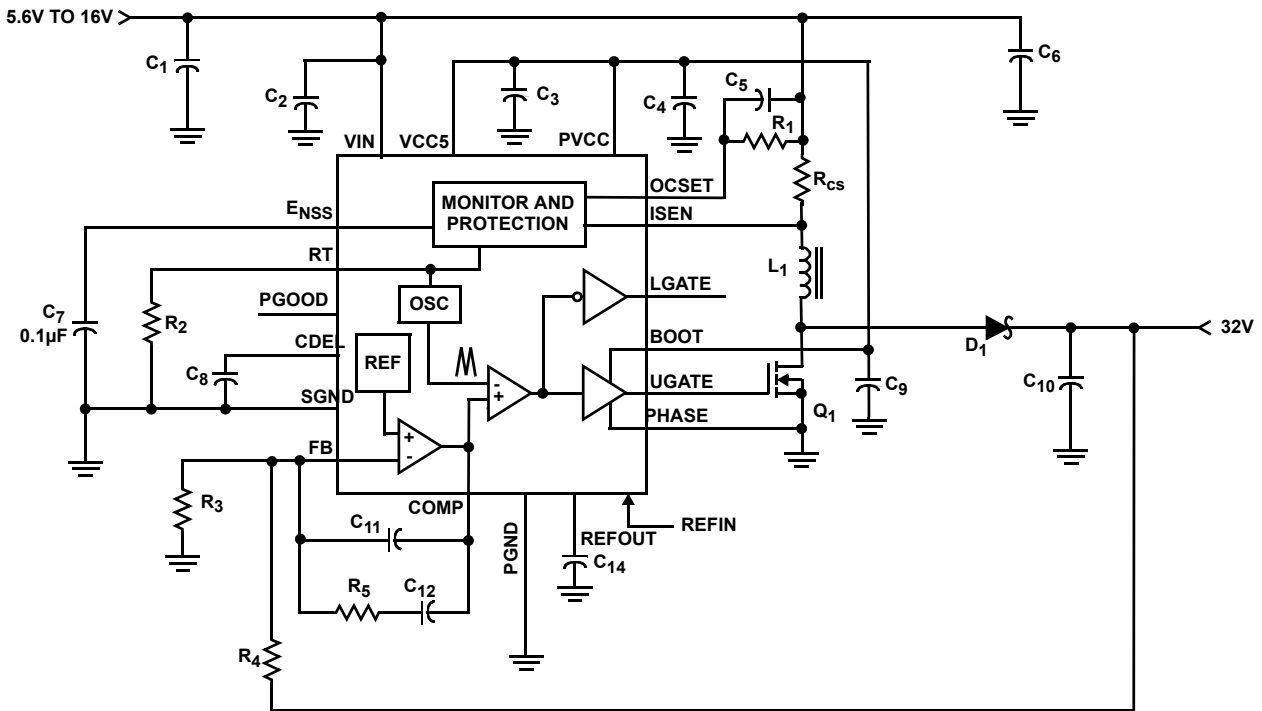 5.6V TO 16V
C1
C2
C3
C4
C5
C6
R1
RCS
VIN
VCC5
PVCC
MONITOR AND
PROTECTION
OCSET
ISEN
ENSS
RT
OSC
L1
LGATE
PGOOD
C7
0.1µF
R2
CDEL
REF
BOOT
D1
32V
C8
UGATE
C9
C10
SGND
PHASE
Q1
-
+
+
-
FB
R3
COMP
C11
REFOUT
REFIN
PGND
C14
R5
C12
R4